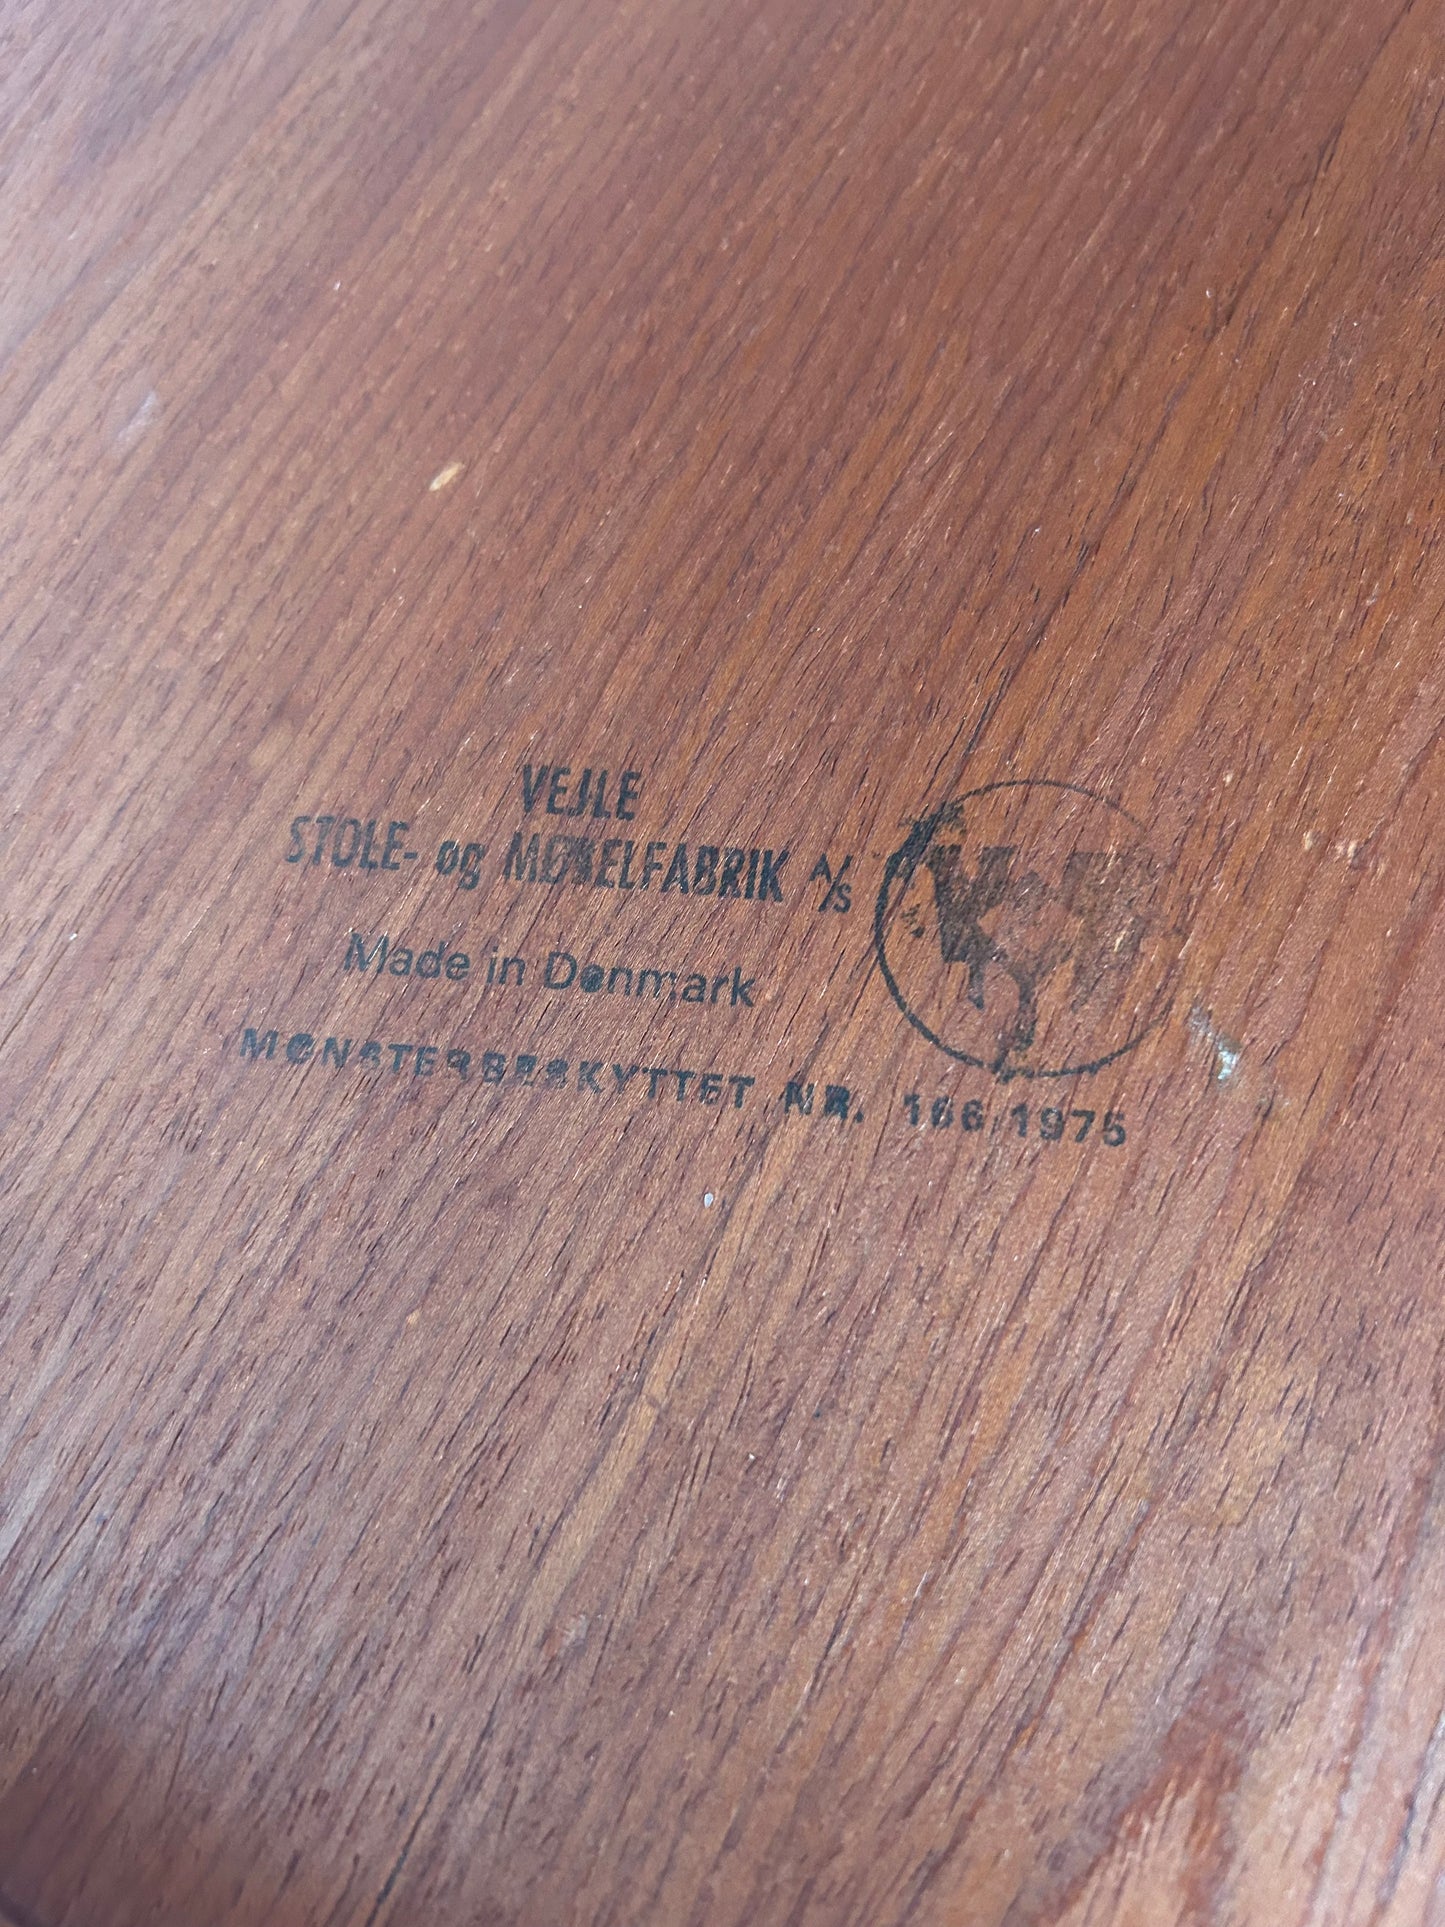 VEJLE
STOLE- og MØBELFABRIK A/S
Made in Denmark
MØNSTERBESKYTTET NR. 166/1975